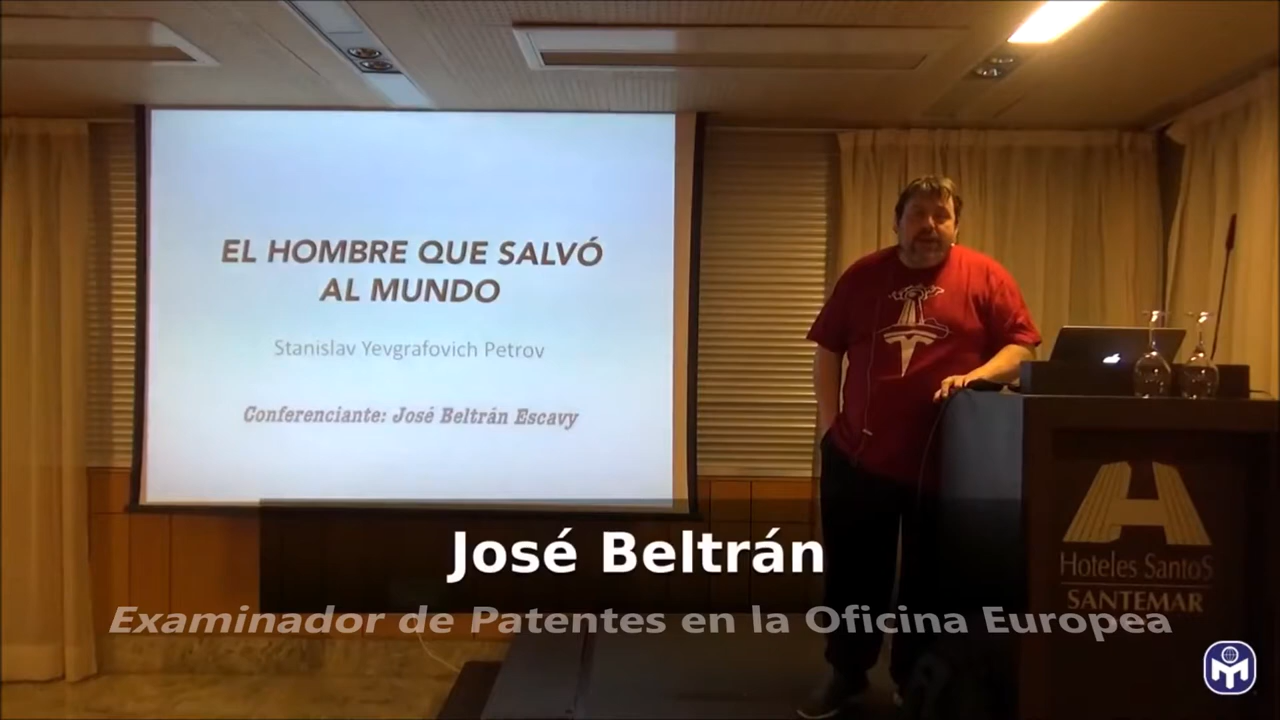 EL HOMBRE QUE SALVÓ
AL MUNDO
Stanislav Yevgrafovich Petrov
Conferenciante: José Beltrán Escavy
José Beltrán
Examinador de Patentes en la Oficina Europea
Hoteles SantoS
SANTEMAR